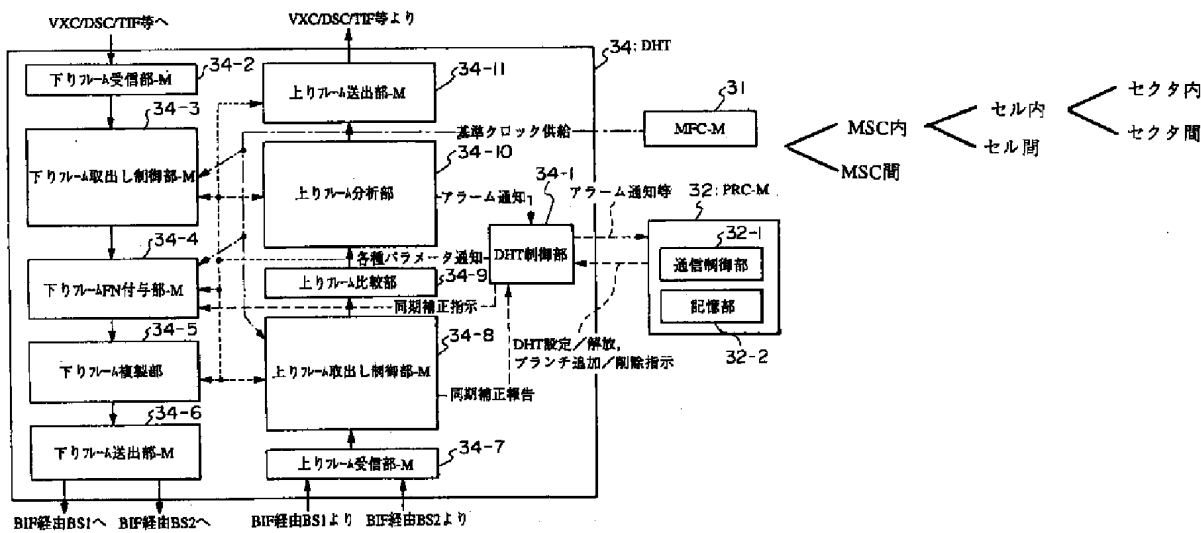 VXC/DSC/TIF等へ
VXC/DSC/TIF等より
34:DHT
34-2
下りフレーム受信部-M
34-11
上りフレーム送出部-M
34-3
下りフレーム取出し制御部-M
基準クロック供給
31
MFC-M
34-10
上りフレーム分析部
アラーム通知
34-1
DHT制御部
アラーム通知等
32:PRC-M
32-1
通信制御部
記憶部
32-2
34-4
下りフレームFN付与部-M
各種パラメータ通知
34-9
上りフレーム比較部
同期補正指示
34-5
下りフレーム複製部
34-8
上りフレーム取出し制御部-M
DHT設定/解放,
ブランチ追加/削除指示
同期補正報告
34-6
下りフレーム送出部-M
34-7
上りフレーム受信部-M
BIF経由BS1へ
BIF経由BS2へ
BIF経由BS1より
BIF経由BS2より
MSC内
MSC間
セル内
セル間
セクタ内
セクタ間